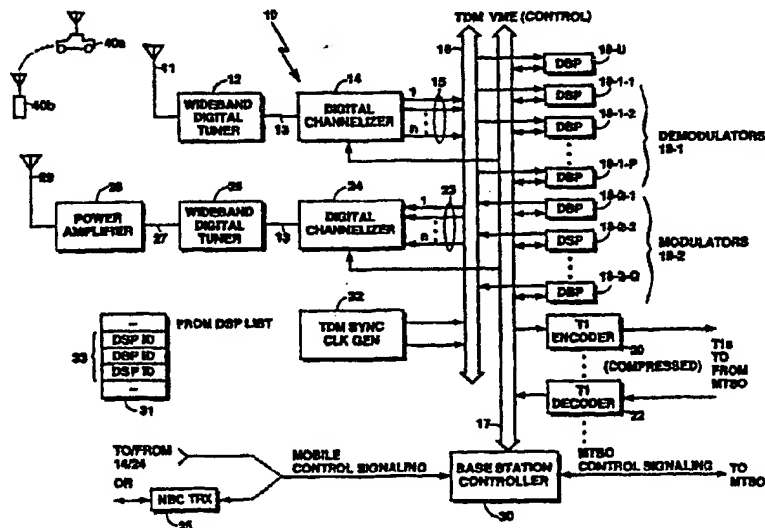 TDM VME (CONTROL)
40a
40b
11
12
WIDEBAND
DIGITAL
TUNER
13
10
14
DIGITAL
CHANNELIZER
1
n
15
16
DSP
18-U
DSP
18-1-1
DSP
18-1-2
DSP
18-1-P
DEMODULATORS
18-1
29
28
POWER
AMPLIFIER
27
WIDEBAND
DIGITAL
TUNER
13
24
DIGITAL
CHANNELIZER
1
n
23
DSP
18-2-1
DSP
18-2-2
DSP
18-2-Q
MODULATORS
18-2
32
TDM SYNC
CLK GEN
T1
ENCODER
20
(COMPRESSED)
T1s
TO
FROM
MTSO
T1
DECODER
22
FROM DSP LIST
33
DSP ID
DSP ID
DSP ID
31
17
TO/FROM
14/24
OR
NBC TRX
35
MOBILE
CONTROL SIGNALING
BASE STATION
CONTROLLER
30
MTSO
CONTROL SIGNALING
TO
MTSO